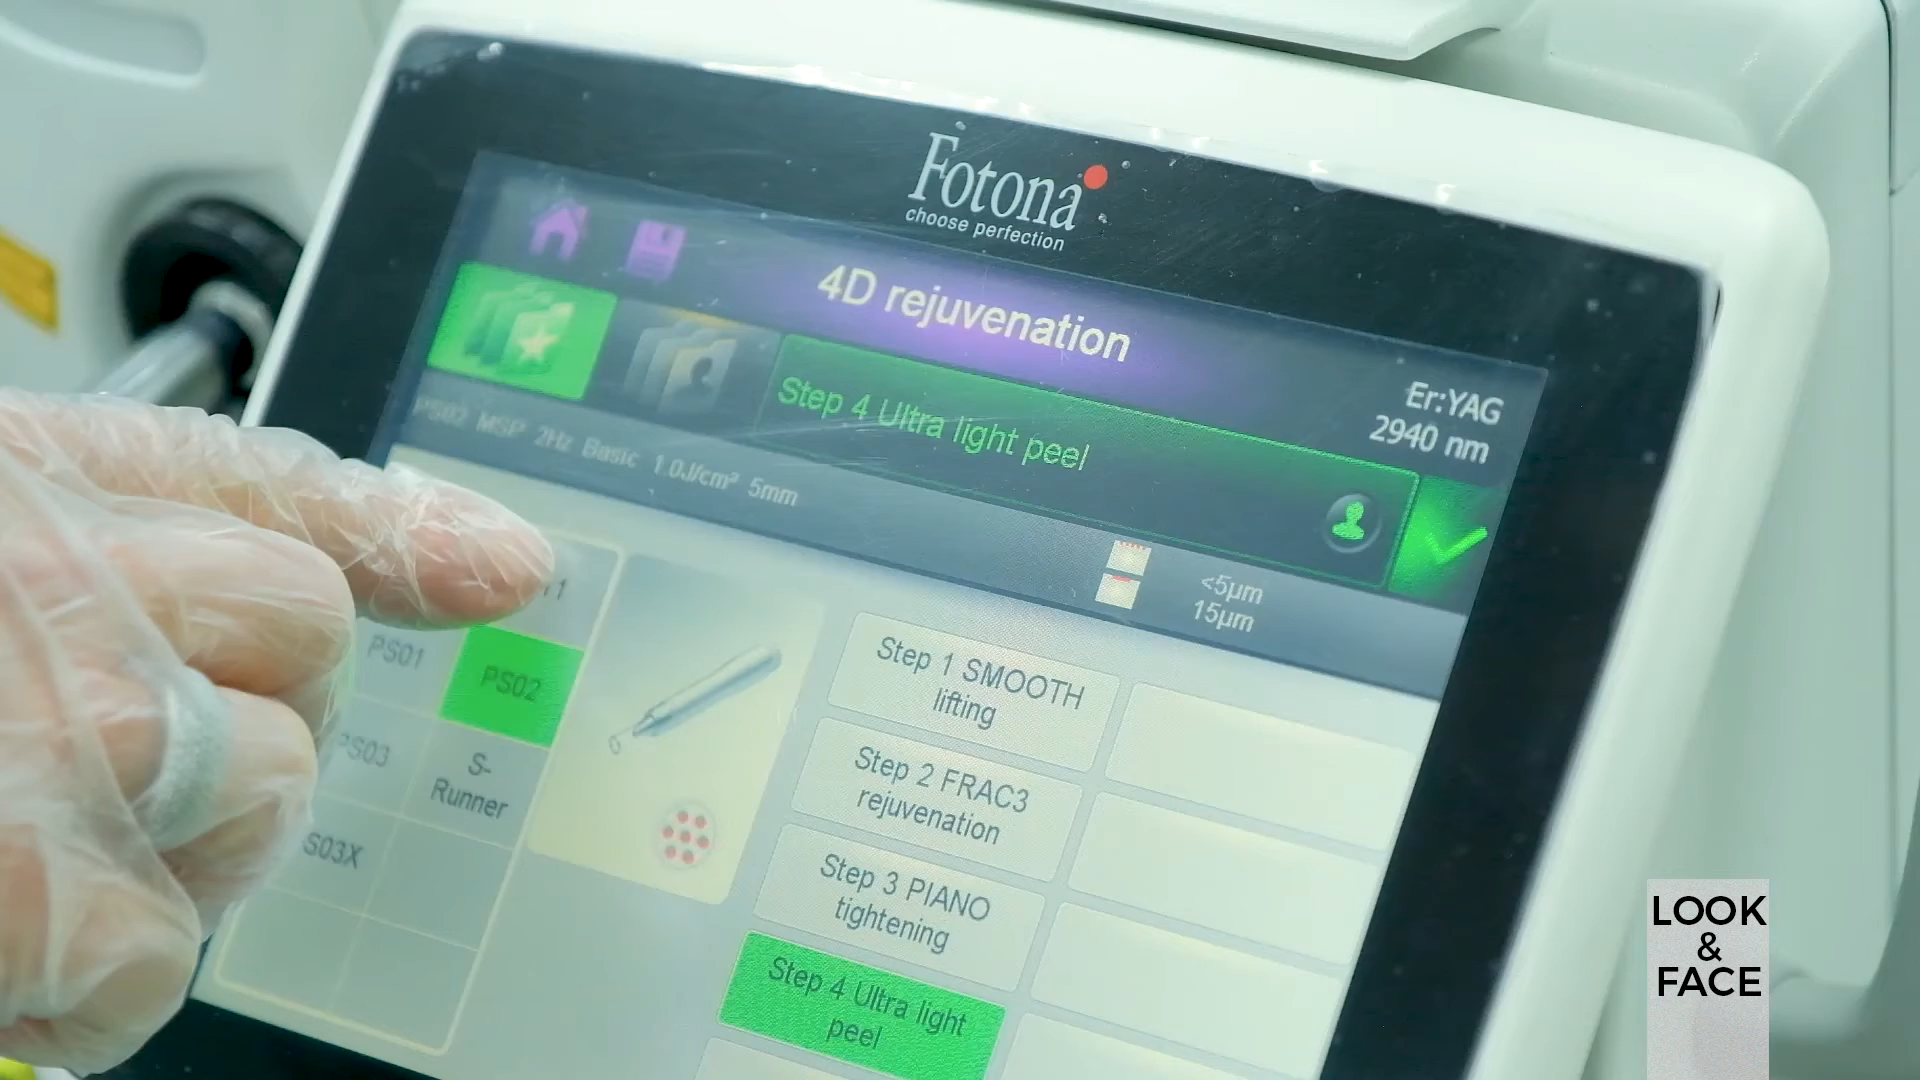 Fotona
choose perfection
4D rejuvenation
Er:YAG
2940 nm
Step 4 Ultra light peel
PS02 MSP 2Hz Basic 1.0J/cm² 5mm
<5µm
15µm
PS01
PS02
PS03
S-
Runner
S03X
Step 1 SMOOTH
lifting
Step 2 FRAC3
rejuvenation
Step 3 PIANO
tightening
Step 4 Ultra light
peel
LOOK
&
FACE